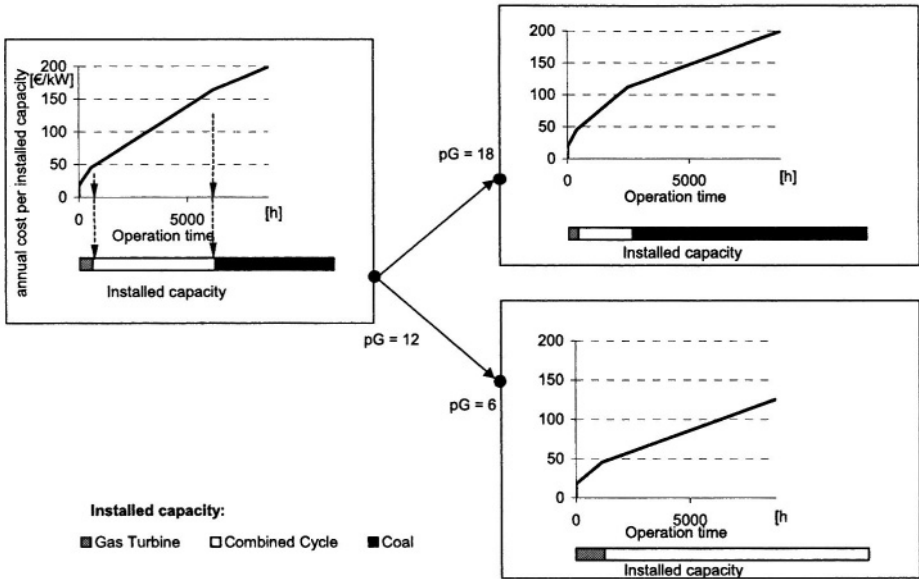 annual cost per installed capacity
[€/kW]
200
150
100
50
0
0
5000
[h]
Operation time
Installed capacity
pG = 12
pG = 18
pG = 6
200
150
100
50
0
0
5000
[h]
Operation time
Installed capacity
200
150
100
50
0
0
5000
[h
Operation time
Installed capacity
Installed capacity:
Gas Turbine
Combined Cycle
Coal